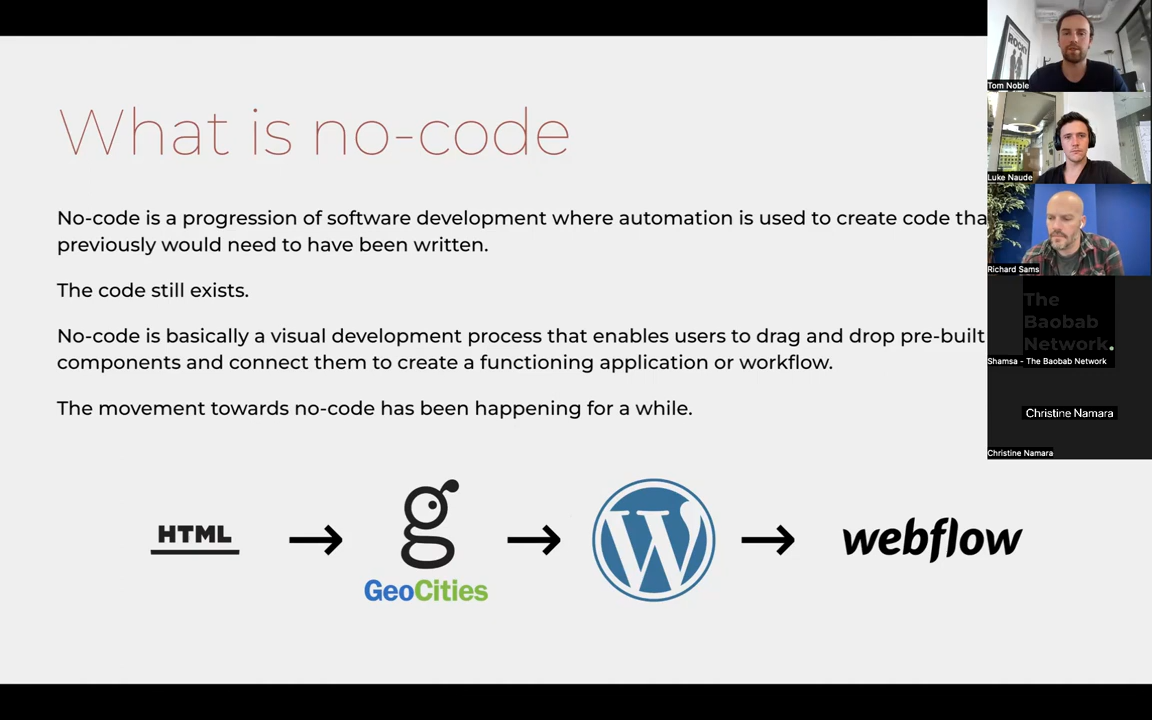 What is no-code
No-code is a progression of software development where automation is used to create code tha
previously would need to have been written.
The code still exists.
No-code is basically a visual development process that enables users to drag and drop pre-built
components and connect them to create a functioning application or workflow.
The movement towards no-code has been happening for a while.
HTML
g
GeoCities
W
webflow
ROCKY
Tom Noble
Luke Naude
Richard Sams
The
Baobab
Network.
Shamsa - The Baobab Network
Christine Namara
Christine Namara